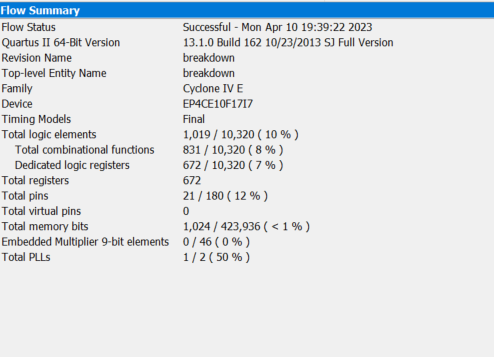 Flow Summary
Flow Status Successful - Mon Apr 10 19:39:22 2023
Quartus II 64-Bit Version 13.1.0 Build 162 10/23/2013 SJ Full Version
Revision Name breakdown
Top-level Entity Name breakdown
Family Cyclone IV E
Device EP4CE10F17I7
Timing Models Final
Total logic elements 1,019 / 10,320 ( 10 % )
Total combinational functions 831 / 10,320 ( 8 % )
Dedicated logic registers 672 / 10,320 ( 7 % )
Total registers 672
Total pins 21 / 180 ( 12 % )
Total virtual pins 0
Total memory bits 1,024 / 423,936 ( < 1 % )
Embedded Multiplier 9-bit elements 0 / 46 ( 0 % )
Total PLLs 1 / 2 ( 50 % )